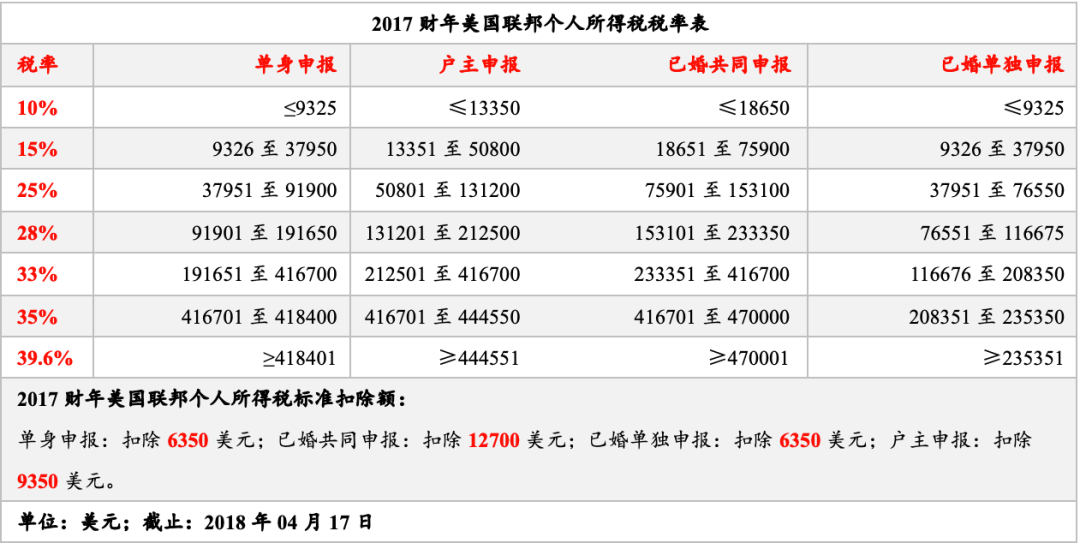 2017 财年美国联邦个人所得税税率表
税率 单身申报 户主申报 已婚共同申报 已婚单独申报
10% ≤9325 ≤13350 ≤18650 ≤9325
15% 9326 至 37950 13351 至 50800 18651 至 75900 9326 至 37950
25% 37951 至 91900 50801 至 131200 75901 至 153100 37951 至 76550
28% 91901 至 191650 131201 至 212500 153101 至 233350 76551 至 116675
33% 191651 至 416700 212501 至 416700 233351 至 416700 116676 至 208350
35% 416701 至 418400 416701 至 444550 416701 至 470000 208351 至 235350
39.6% ≥418401 ≥444551 ≥470001 ≥235351
2017 财年美国联邦个人所得税标准扣除额：
单身申报：扣除 6350 美元；已婚共同申报：扣除 12700 美元；已婚单独申报：扣除 6350 美元；户主申报：扣除
9350 美元。
单位：美元；截止：2018 年 04 月 17 日